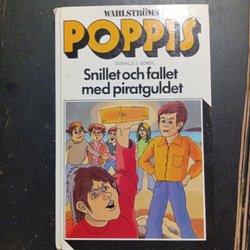 WAHLSTRÖMS
POPPIS
DONALD J. SOBOL
Snillet och fallet
med piratguldet